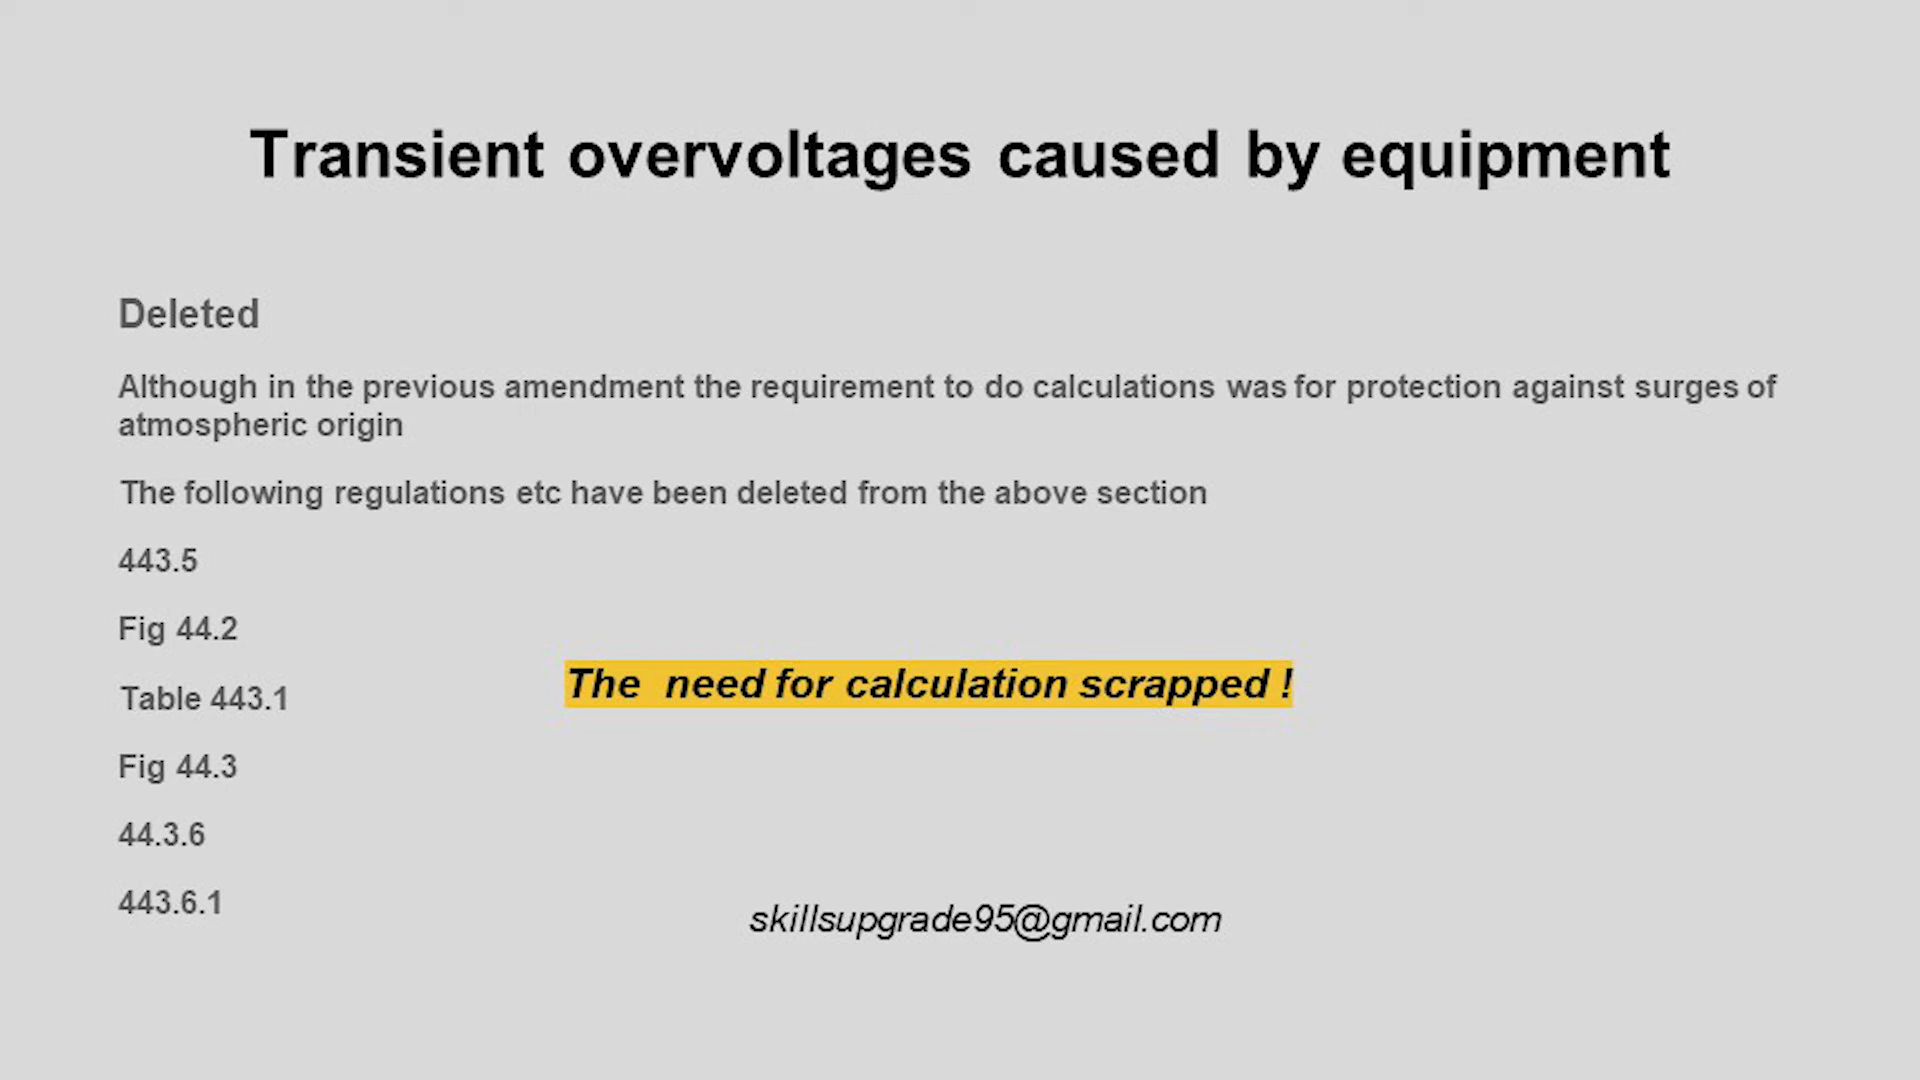 Transient overvoltages caused by equipment
Deleted
Although in the previous amendment the requirement to do calculations was for protection against surges of
atmospheric origin
The following regulations etc have been deleted from the above section
443.5
Fig 44.2
The need for calculation scrapped !
Table 443.1
Fig 44.3
44.3.6
443.6.1
skillsupgrade95@gmail.com